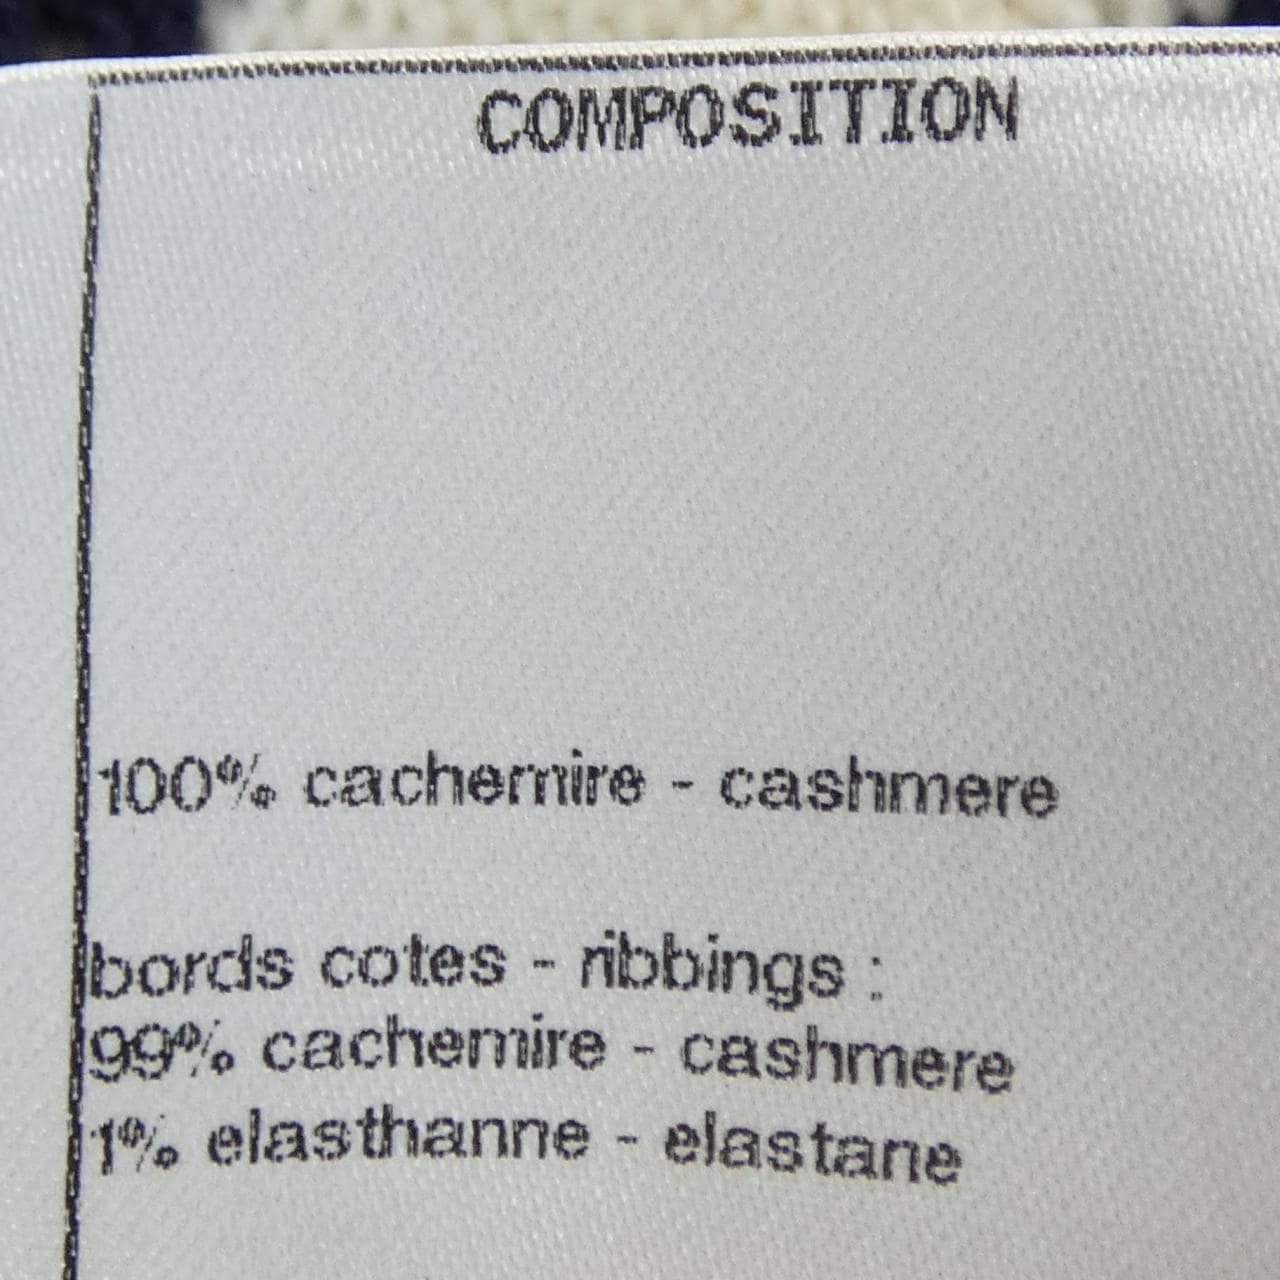 COMPOSITION
100% cachemire - cashmere
bords cotes - ribbings :
99% cachemire - cashmere
1% elasthanne - elastane